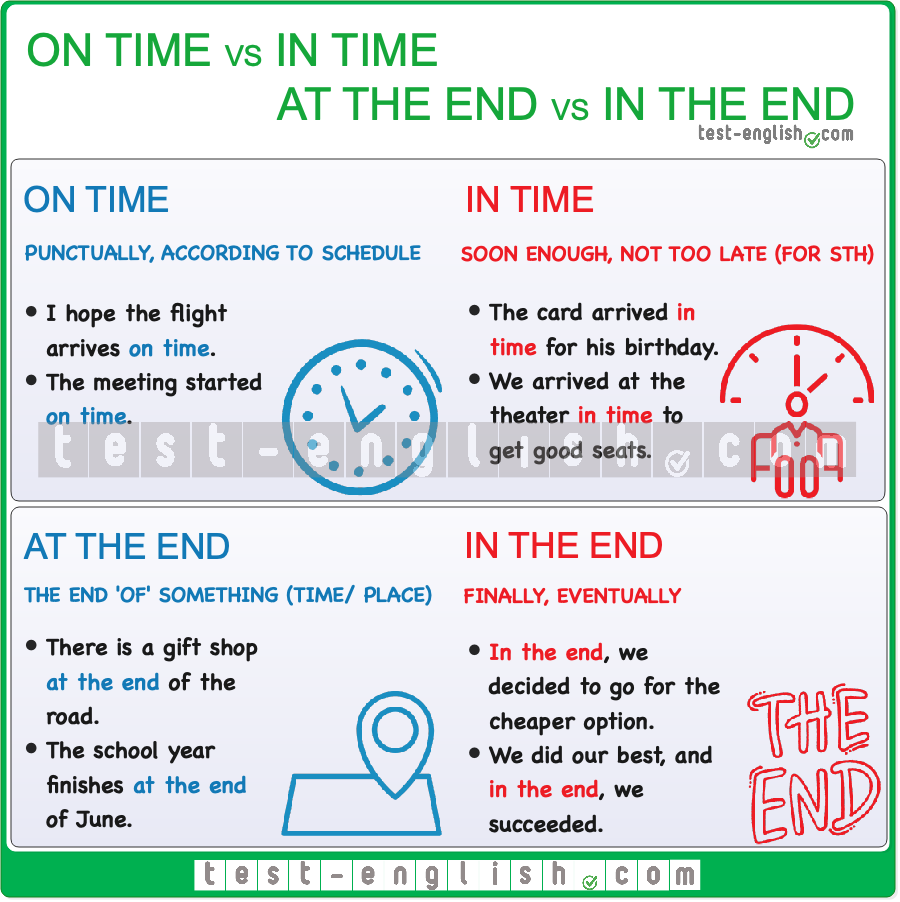 ON TIME vs IN TIME
AT THE END vs IN THE END
test-english.com
ON TIME
PUNCTUALLY, ACCORDING TO SCHEDULE
• I hope the flight
arrives on time.
• The meeting started
on time.
IN TIME
SOON ENOUGH, NOT TOO LATE (FOR STH)
• The card arrived in
time for his birthday.
• We arrived at the
theater in time to
get good seats.
test-english.com
AT THE END
THE END 'OF' SOMETHING (TIME/ PLACE)
• There is a gift shop
at the end of the
road.
• The school year
finishes at the end
of June.
IN THE END
FINALLY, EVENTUALLY
• In the end, we
decided to go for the
cheaper option.
• We did our best, and
in the end, we
succeeded.
THE
END
test-english.com